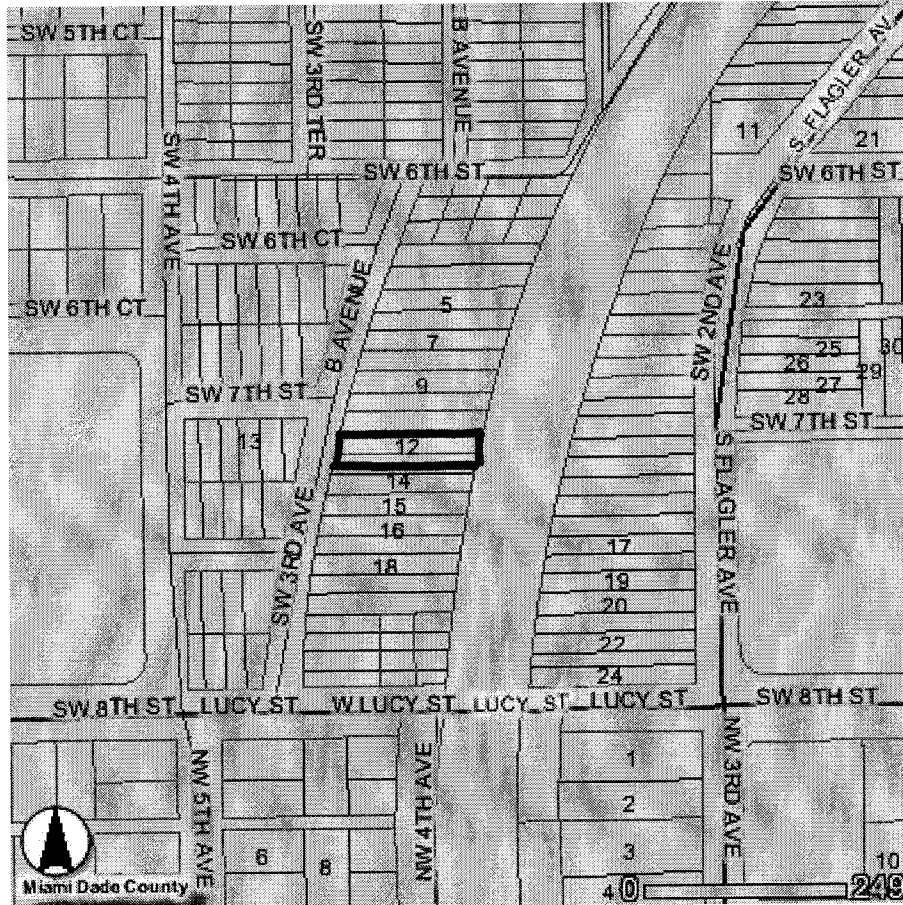 SW 5TH CT
SW 3RD TER
B AVENUE
S FLAGLER AV
11
21
SW 4TH AVE
SW 6TH ST
SW 6TH ST
SW 6TH CT
SW 6TH CT
B AVENUE
SW 2ND AVE
5
23
7
25
30
26
9
29
27
28
SW 7TH ST
SW 7TH ST
13
12
14
15
16
SW 3RD AVE
S FLAGLER AVE
17
18
19
20
22
24
SW 8TH ST
LUCY ST
W LUCY ST
LUCY ST
LUCY ST
SW 8TH ST
NW 5TH AVE
NW 4TH AVE
NW 3RD AVE
1
2
3
6
8
10
4
Miami Dade County
0
249